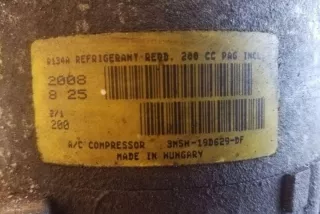 R134A REFRIGERANT-REQD. 200 CC PAG INCL.
2008
8 25
3/1
200
A/C COMPRESSOR 3M5H-19D629-DF
MADE IN HUNGARY